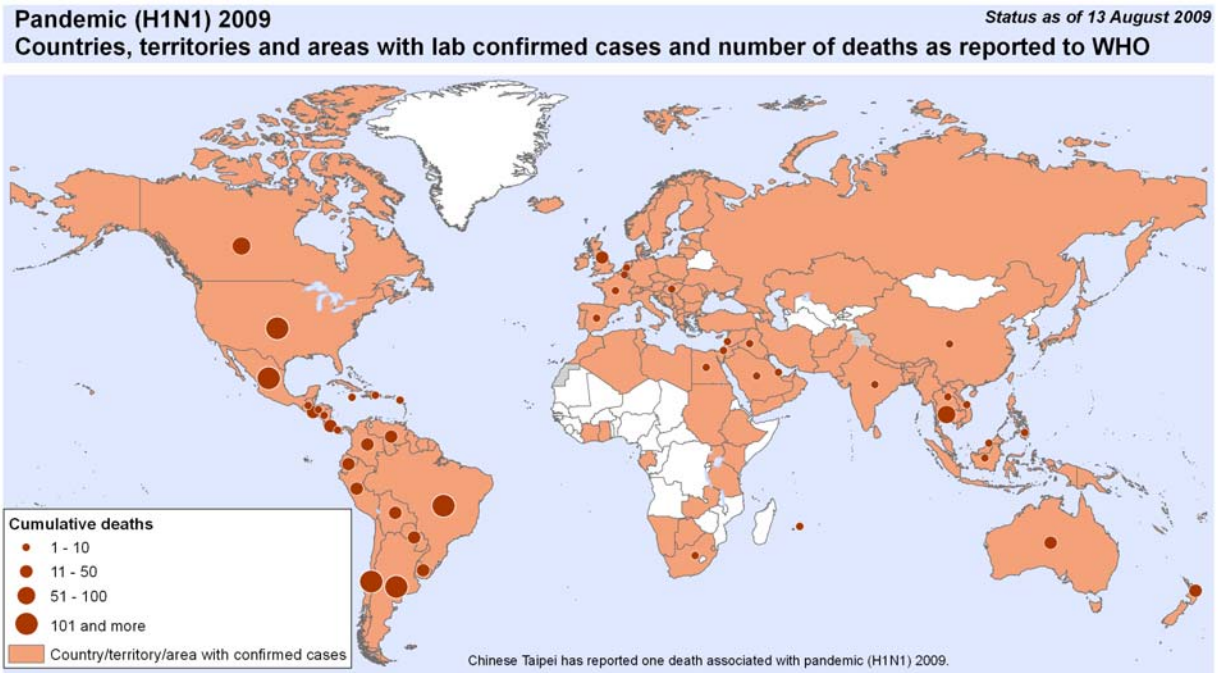 Pandemic (H1N1) 2009
Status as of 13 August 2009
Countries, territories and areas with lab confirmed cases and number of deaths as reported to WHO
Cumulative deaths
1 - 10
11 - 50
51 - 100
101 and more
Country/territory/area with confirmed cases
Chinese Taipei has reported one death associated with pandemic (H1N1) 2009.